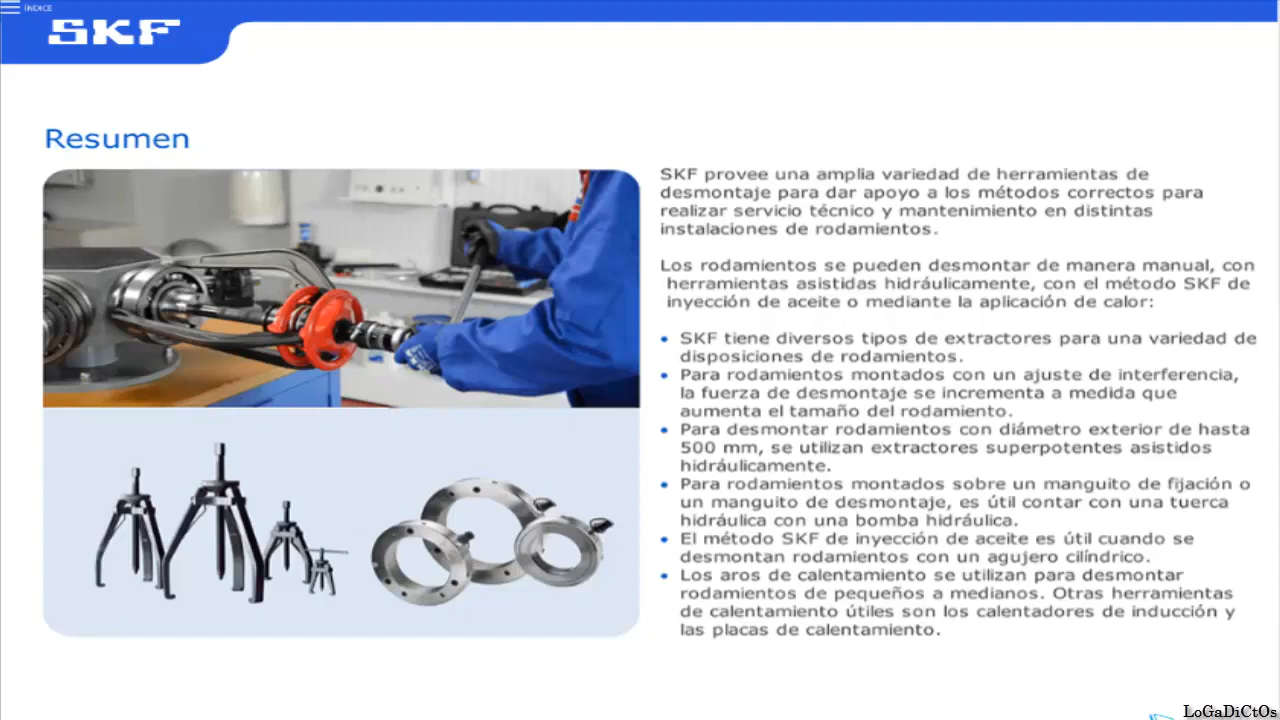 ÍNDICE
SKF
Resumen
SKF provee una amplia variedad de herramientas de
desmontaje para dar apoyo a los métodos correctos para
realizar servicio técnico y mantenimiento en distintas
instalaciones de rodamientos.
Los rodamientos se pueden desmontar de manera manual, con
herramientas asistidas hidráulicamente, con el método SKF de
inyección de aceite o mediante la aplicación de calor:
• SKF tiene diversos tipos de extractores para una variedad de
disposiciones de rodamientos.
• Para rodamientos montados con un ajuste de interferencia,
la fuerza de desmontaje se incrementa a medida que
aumenta el tamaño del rodamiento.
• Para desmontar rodamientos con diámetro exterior de hasta
500 mm, se utilizan extractores superpotentes asistidos
hidráulicamente.
• Para rodamientos montados sobre un manguito de fijación o
un manguito de desmontaje, es útil contar con una tuerca
hidráulica con una bomba hidráulica.
• El método SKF de inyección de aceite es útil cuando se
desmontan rodamientos con un agujero cilíndrico.
• Los aros de calentamiento se utilizan para desmontar
rodamientos de pequeños a medianos. Otras herramientas
de calentamiento útiles son los calentadores de inducción y
las placas de calentamiento.
LoGaDiCtOs